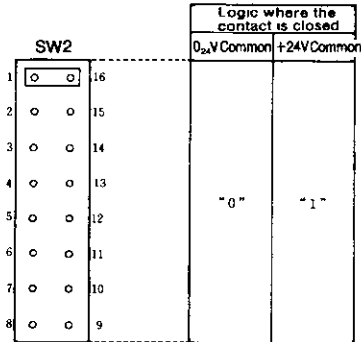 Logic where the
contact is closed
SW2
0₂₄V Common +24V Common
1 16
2 15
3 14
4 13
"0" "1"
5 12
6 11
7 10
8 9